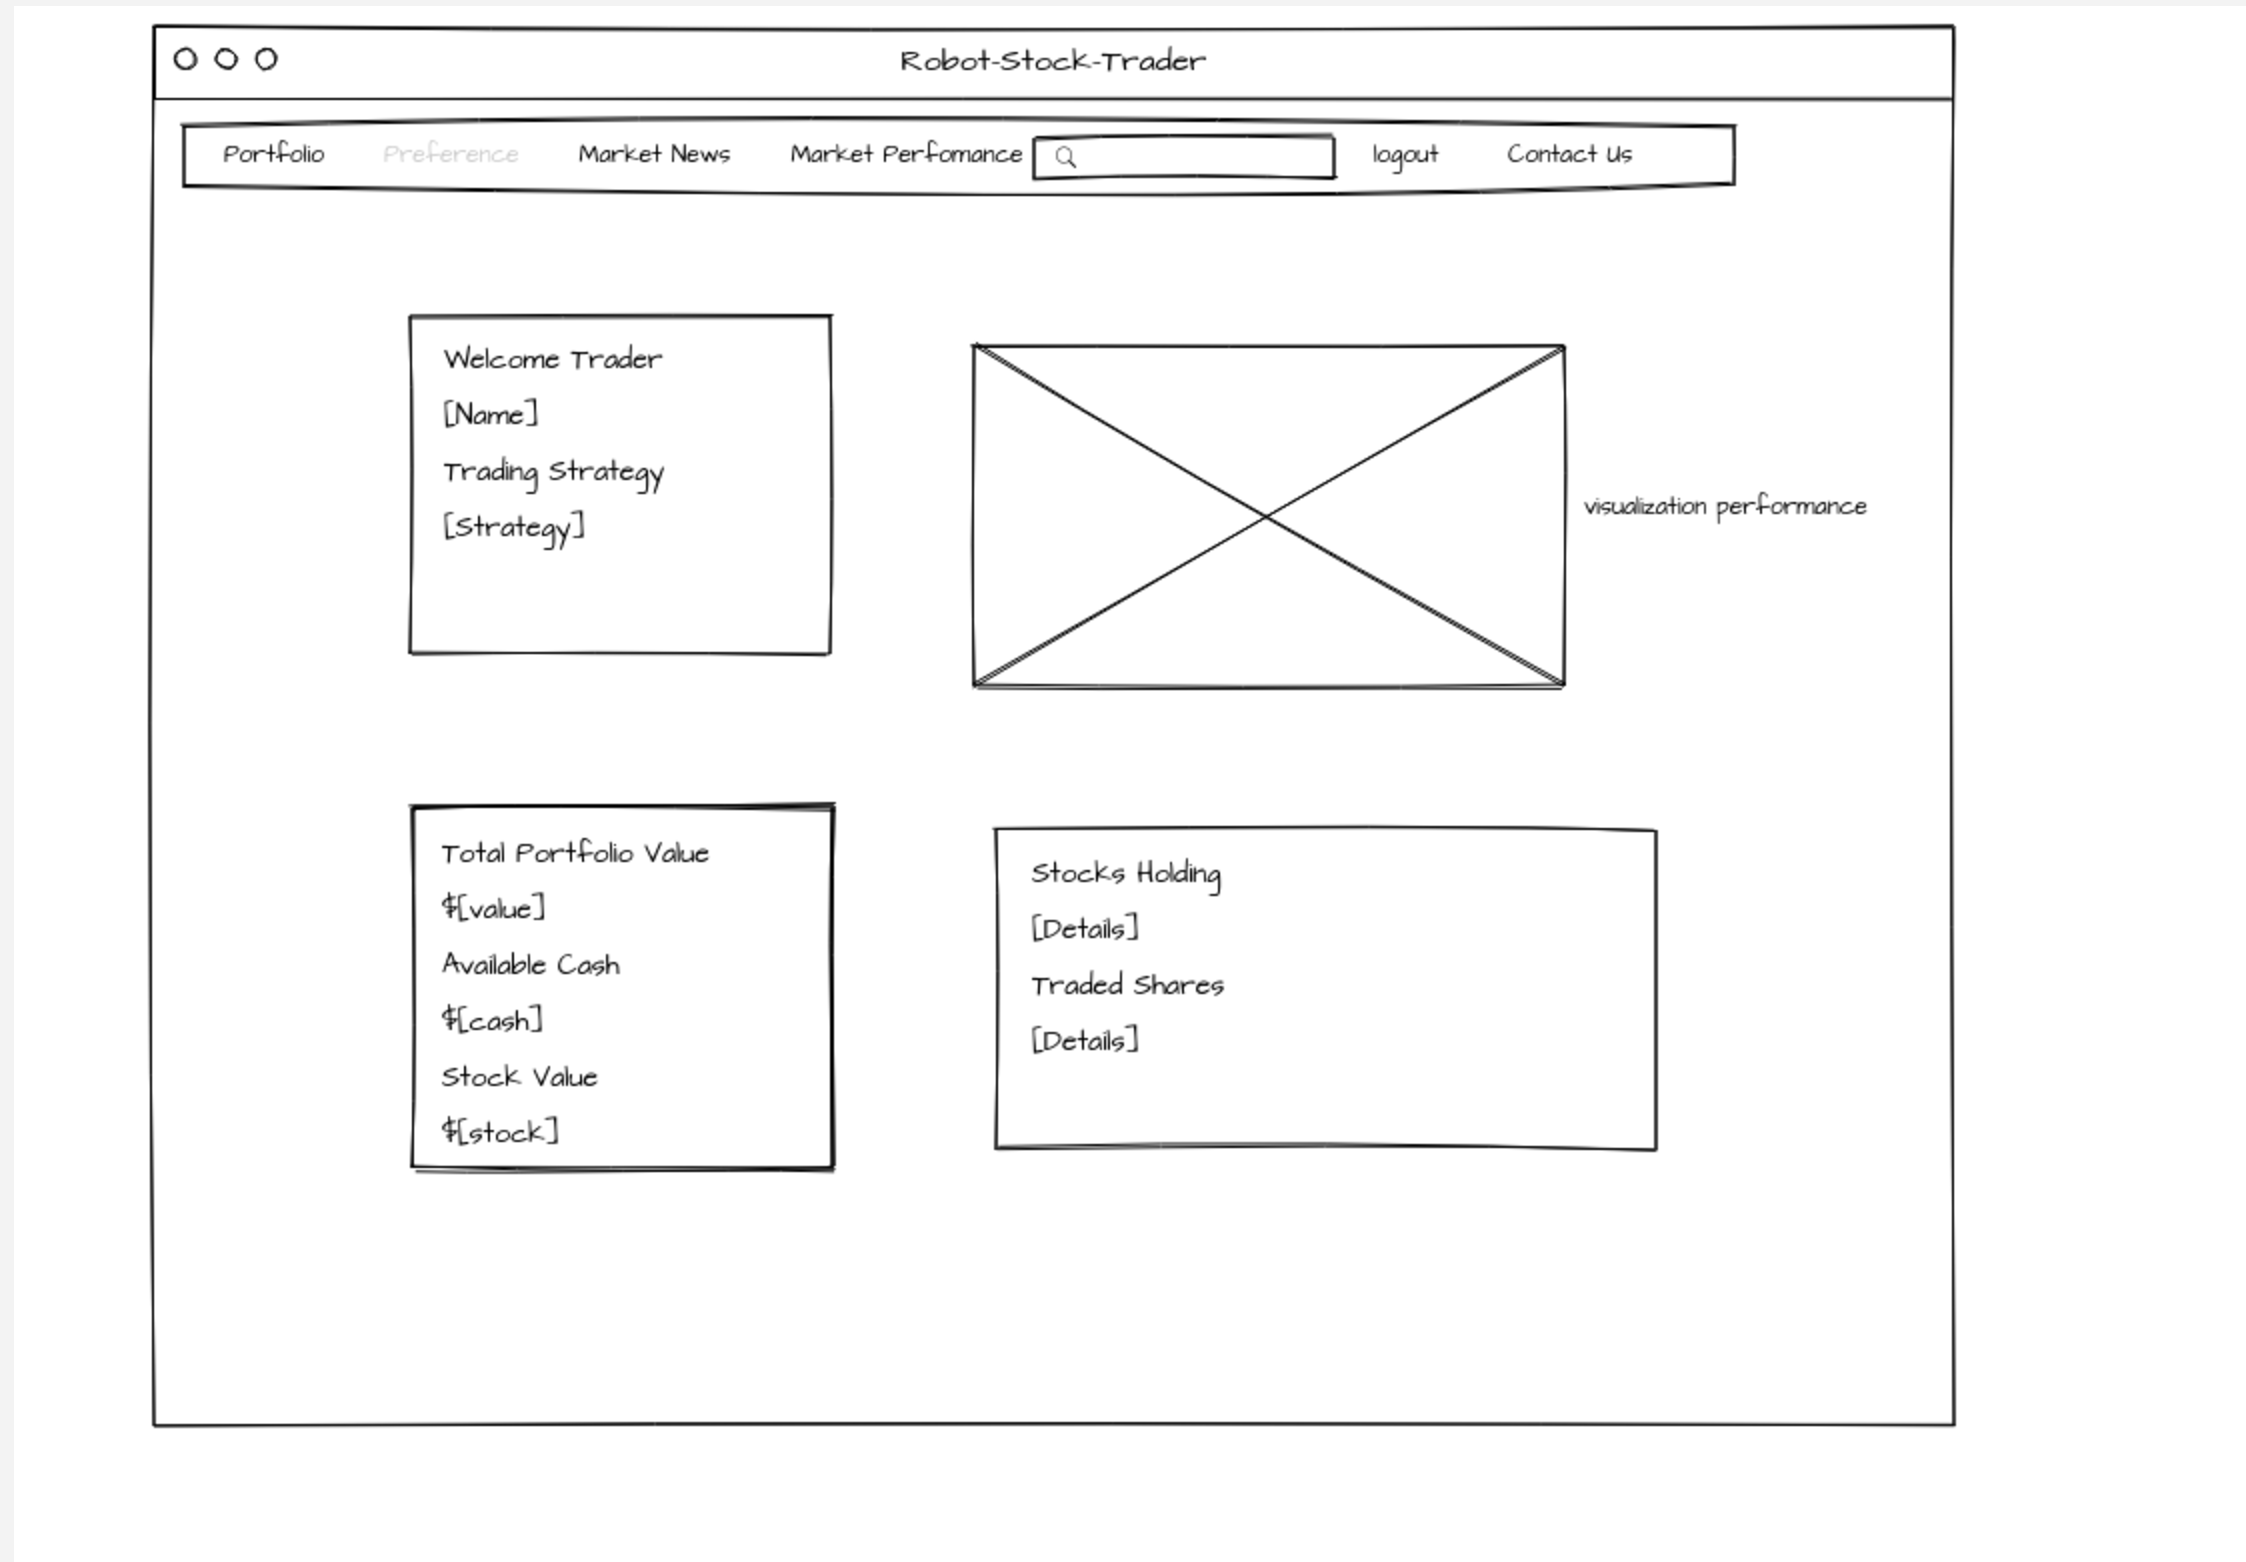 Robot-Stock-Trader
Portfolio Preference Market News Market Perfomance logout Contact Us
Welcome Trader
[Name]
Trading Strategy
[Strategy]
visualization performance
Total Portfolio Value
$[value]
Available Cash
$[cash]
Stock Value
$[stock]
Stocks Holding
[Details]
Traded Shares
[Details]